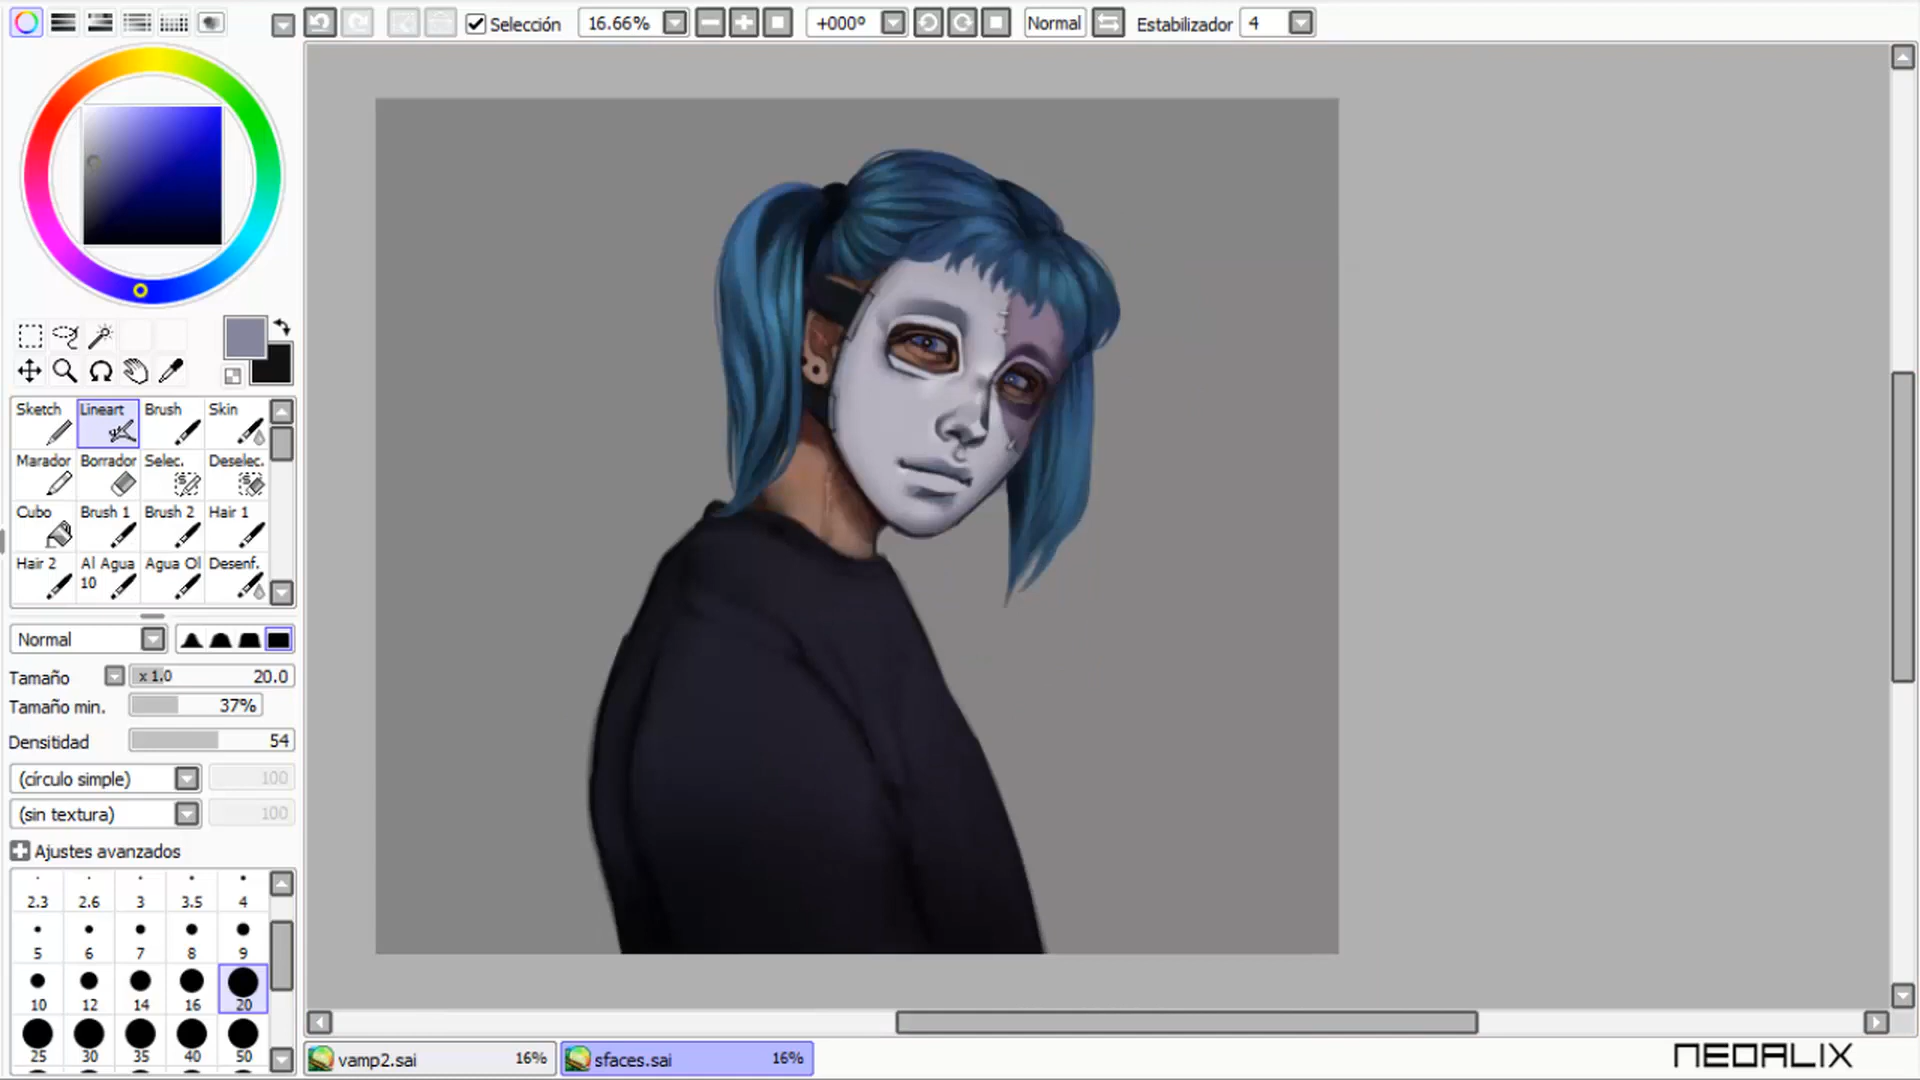 Selección 16.66% +000º Normal Estabilizador 4
Sketch Lineart Brush Skin
Marador Borrador Selec. Deselec.
Cubo Brush 1 Brush 2 Hair 1
Hair 2 Al Agua 10 Agua Ol Desenf.
Normal
Tamaño x 1.0 20.0
Tamaño min. 37%
Densitidad 54
(círculo simple) 100
(sin textura) 100
Ajustes avanzados
2.3 2.6 3 3.5 4
5 6 7 8 9
10 12 14 16 20
25 30 35 40 50
vamp2.sai 16% sfaces.sai 16%
NEOALIX